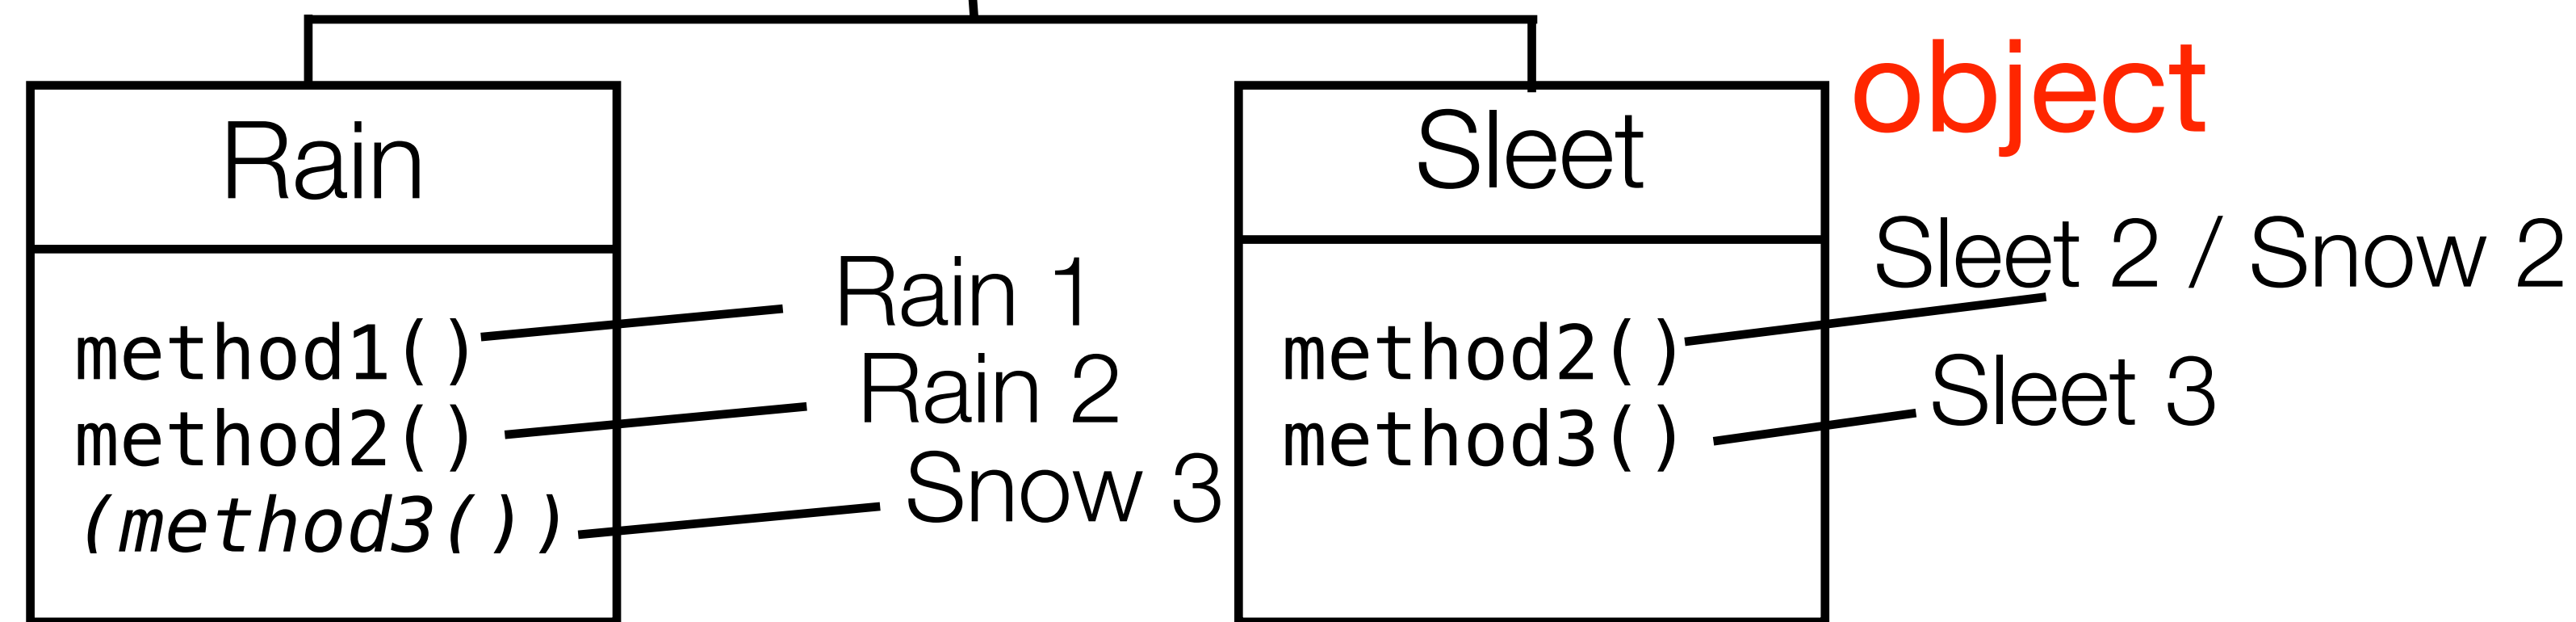 Rain
method1()
method2()
(method3())
Rain 1
Rain 2
Snow 3
Sleet
object
method2()
method3()
Sleet 2 / Snow 2
Sleet 3